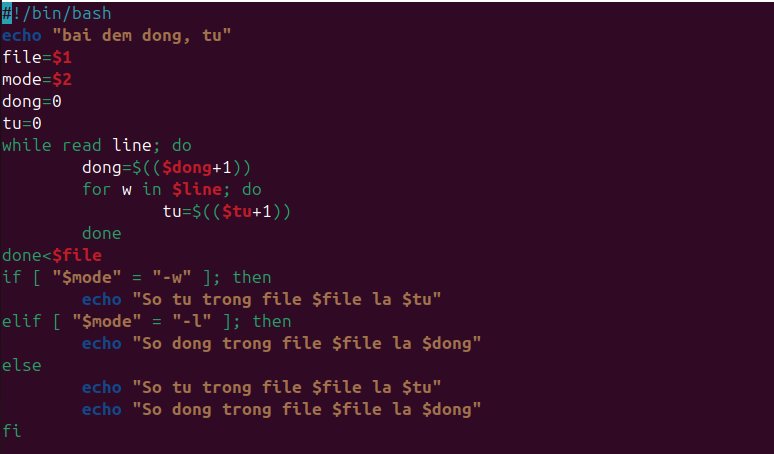 #!/bin/bash
echo "bai dem dong, tu"
file=$1
mode=$2
dong=0
tu=0
while read line; do
        dong=$(($dong+1))
        for w in $line; do
                tu=$(($tu+1))
        done
done<$file
if [ "$mode" = "-w" ]; then
        echo "So tu trong file $file la $tu"
elif [ "$mode" = "-l" ]; then
        echo "So dong trong file $file la $dong"
else
        echo "So tu trong file $file la $tu"
        echo "So dong trong file $file la $dong"
fi